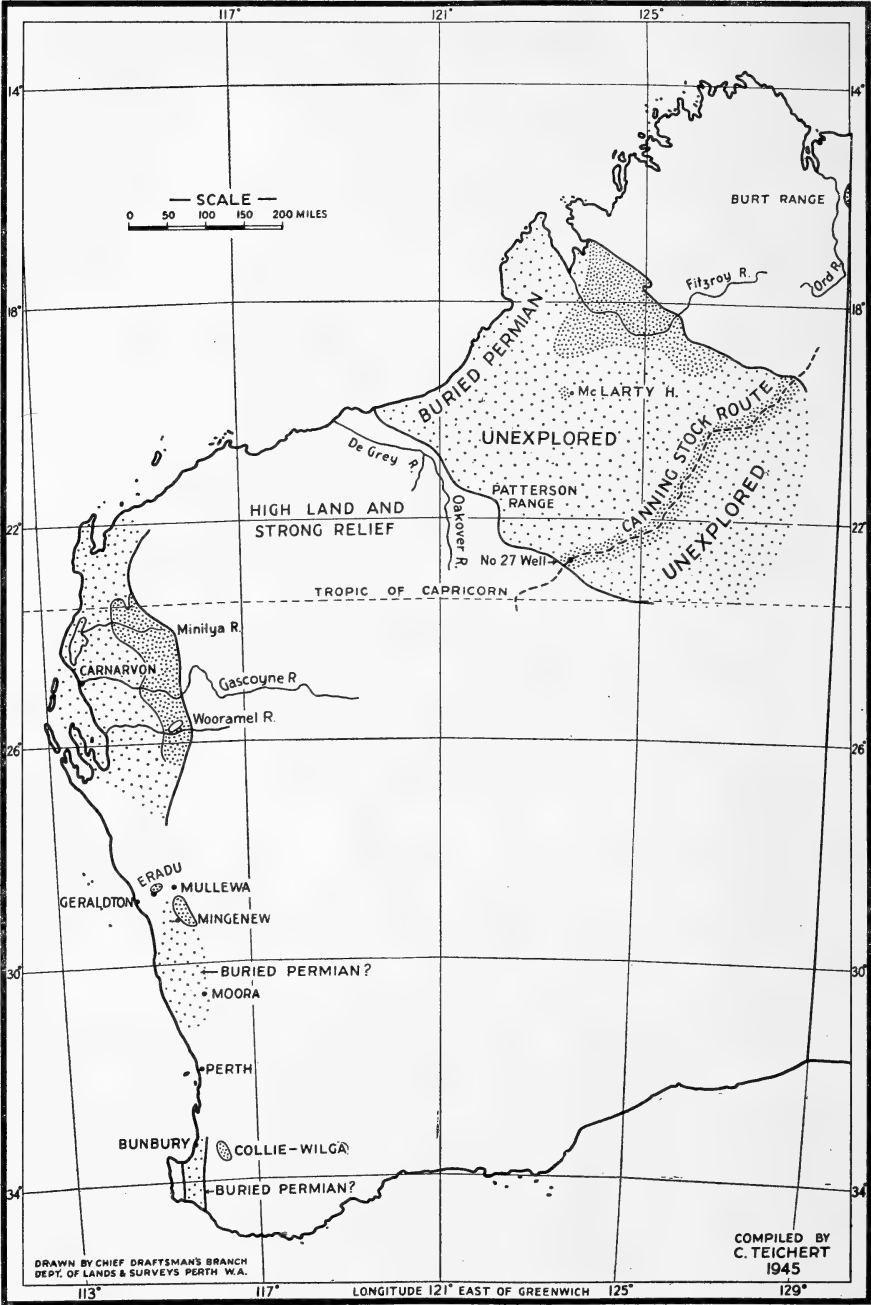 117°
121°
125°
14°
14°
— SCALE —
0 50 100 150 200 MILES
BURT RANGE
Ord R.
Fitzroy R.
18°
18°
BURIED PERMIAN
McLARTY H.
UNEXPLORED
CANNING STOCK ROUTE
De Grey R.
PATTERSON
RANGE
HIGH LAND AND
STRONG RELIEF
Oakover R.
UNEXPLORED
22°
22°
No 27 Well
TROPIC OF CAPRICORN
Minilya R.
CARNARVON
Gascoyne R
Wooramel R.
26°
26°
ERADU
MULLEWA
GERALDTON
MINGENEW
30°
30°
BURIED PERMIAN?
MOORA
PERTH
BUNBURY
COLLIE-WILGA
34°
34°
BURIED PERMIAN?
COMPILED BY
C. TEICHERT
1945
DRAWN BY CHIEF DRAFTSMAN'S BRANCH
DEPT. OF LANDS & SURVEYS PERTH W.A.
113°
117°
LONGITUDE 121° EAST OF GREENWICH
125°
129°